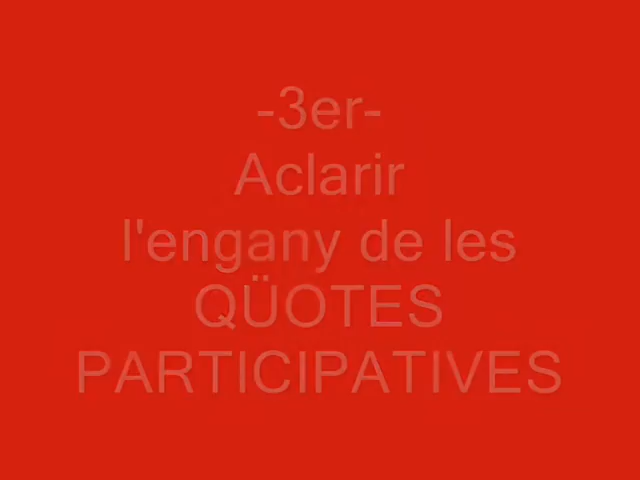 -3er-
Aclarir
l'engany de les
QÜOTES
PARTICIPATIVES